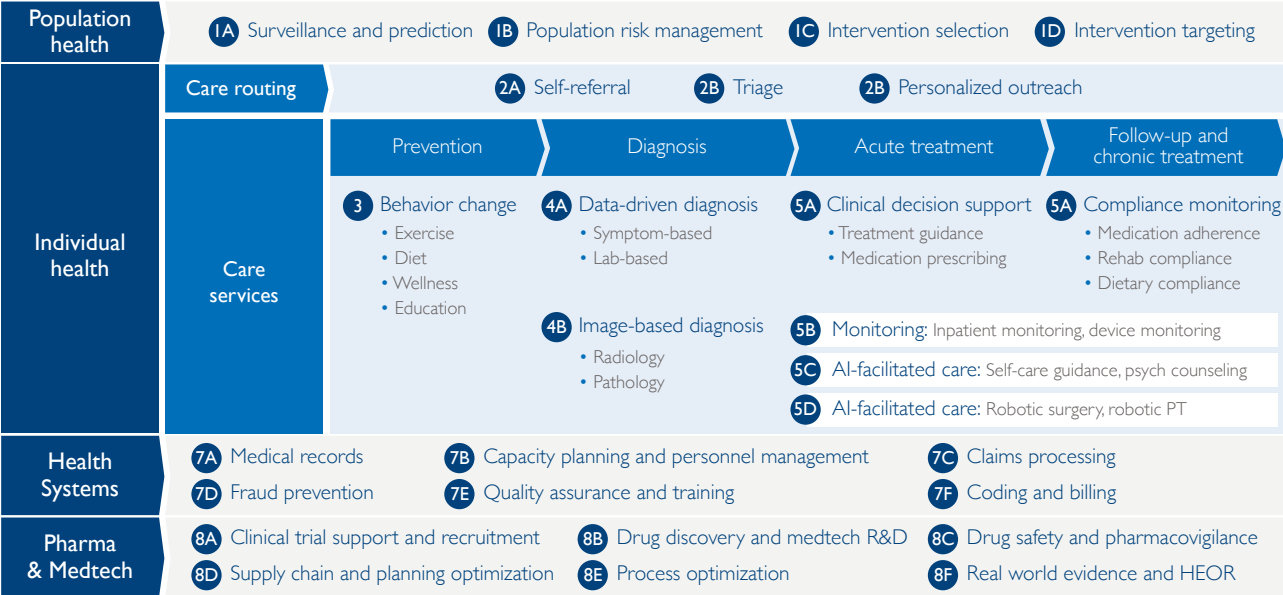 Population
health
1A Surveillance and prediction 1B Population risk management 1C Intervention selection 1D Intervention targeting
Individual
health
Care routing
2A Self-referral 2B Triage 2B Personalized outreach
Care
services
Prevention
3 Behavior change
• Exercise
• Diet
• Wellness
• Education
Diagnosis
4A Data-driven diagnosis
• Symptom-based
• Lab-based
4B Image-based diagnosis
• Radiology
• Pathology
Acute treatment
5A Clinical decision support
• Treatment guidance
• Medication prescribing
Follow-up and
chronic treatment
5A Compliance monitoring
• Medication adherence
• Rehab compliance
• Dietary compliance
5B Monitoring: Inpatient monitoring, device monitoring
5C AI-facilitated care: Self-care guidance, psych counseling
5D AI-facilitated care: Robotic surgery, robotic PT
Health
Systems
7A Medical records 7B Capacity planning and personnel management 7C Claims processing
7D Fraud prevention 7E Quality assurance and training 7F Coding and billing
Pharma
& Medtech
8A Clinical trial support and recruitment 8B Drug discovery and medtech R&D 8C Drug safety and pharmacovigilance
8D Supply chain and planning optimization 8E Process optimization 8F Real world evidence and HEOR